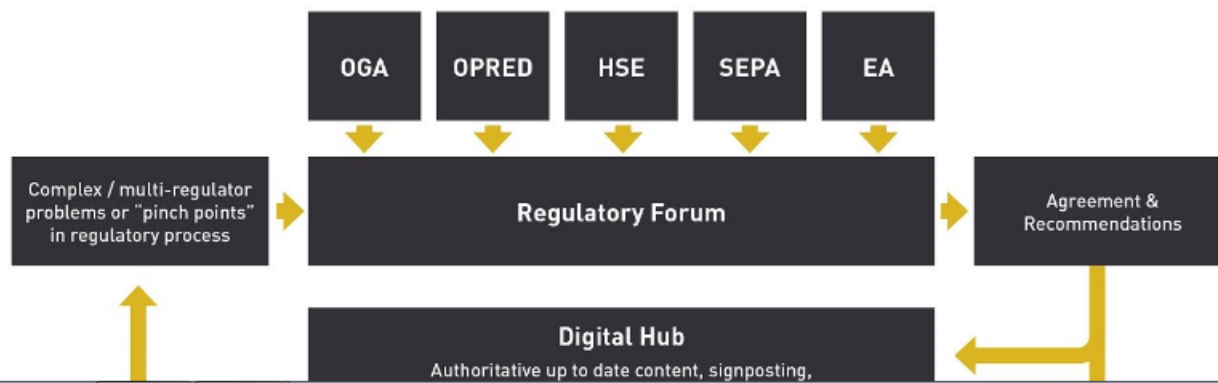 OGA OPRED HSE SEPA EA
Complex / multi-regulator
problems or "pinch points"
in regulatory process
Regulatory Forum
Agreement &
Recommendations
Digital Hub
Authoritative up to date content, signposting,